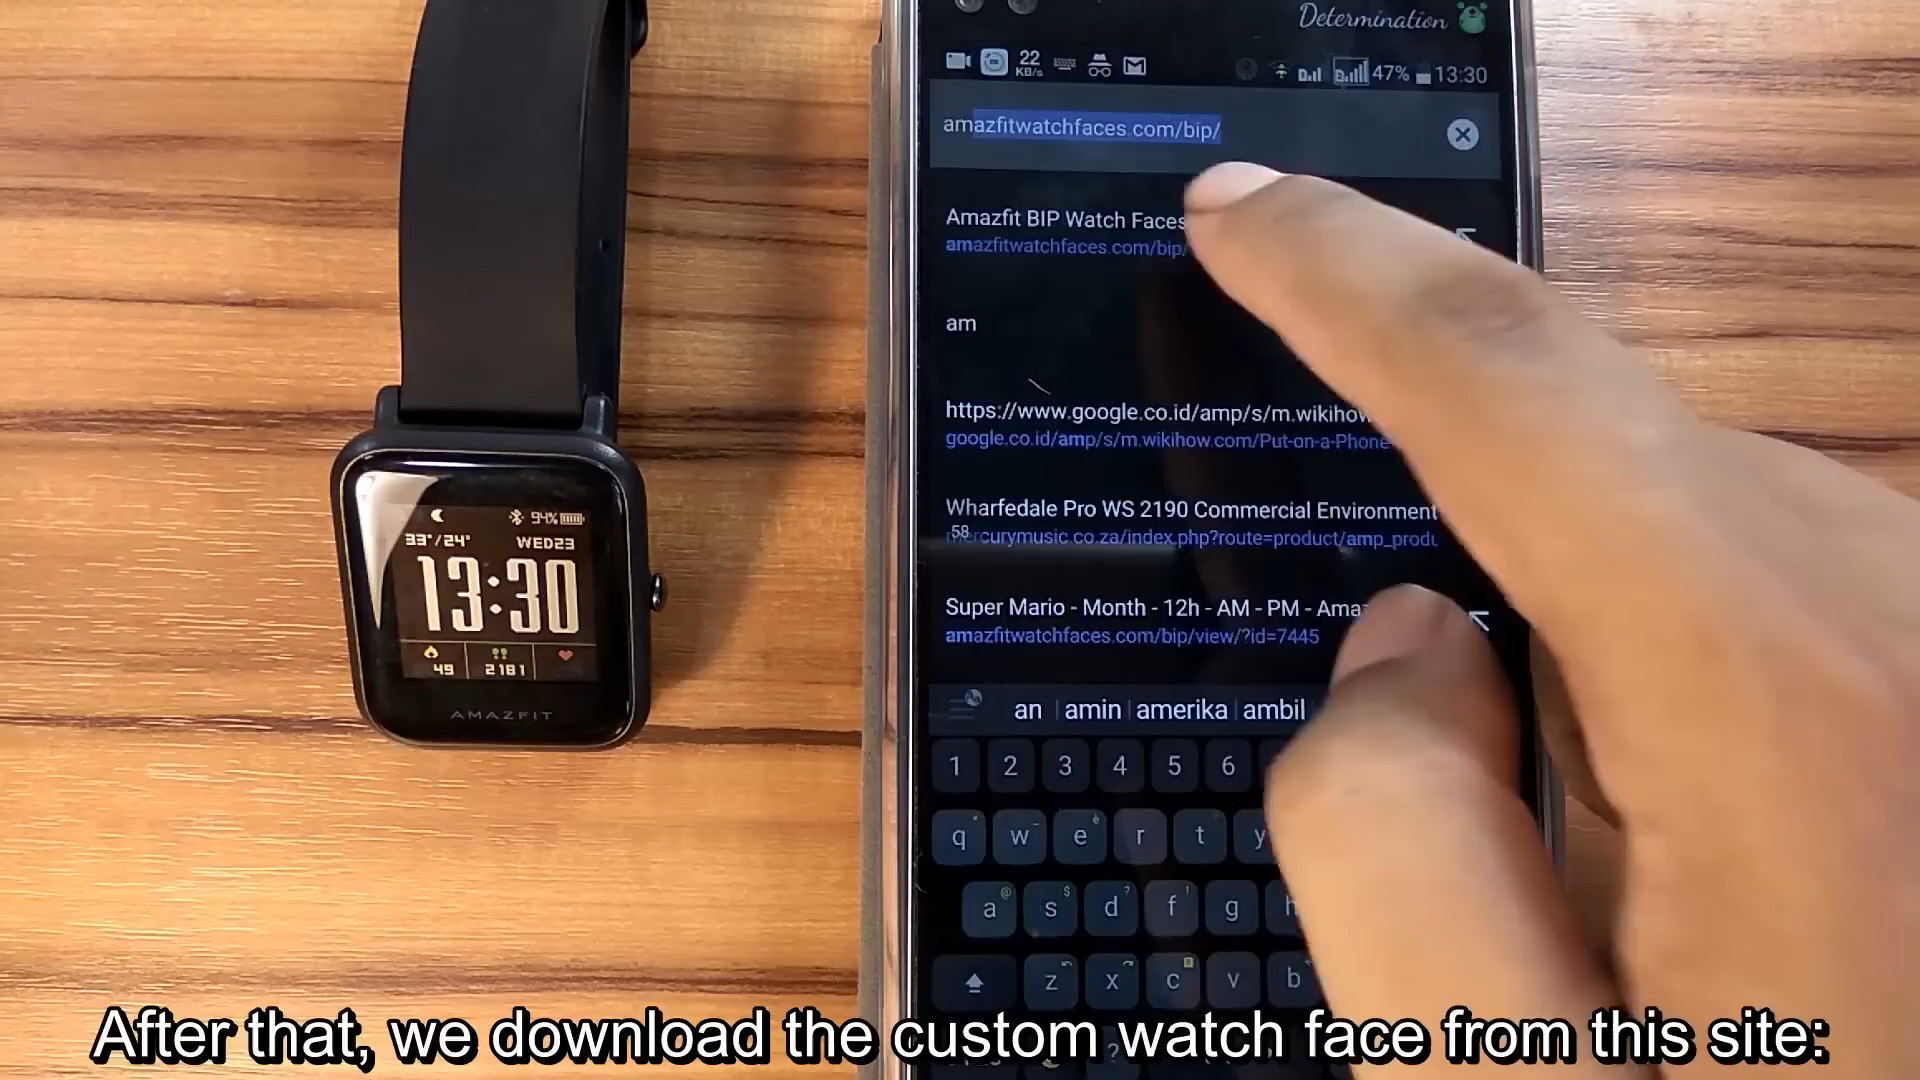 Determination
22
KB/s
47%
13:30
amazfitwatchfaces.com/bip/
Amazfit BIP Watch Faces
amazfitwatchfaces.com/bip/
am
https://www.google.co.id/amp/s/m.wikihow
google.co.id/amp/s/m.wikihow.com/Put-on-a-Phone-
Wharfedale Pro WS 2190 Commercial Environment
58
mercurymusic.co.za/index.php?route=product/amp_produ
Super Mario - Month - 12h - AM - PM - Amaz
amazfitwatchfaces.com/bip/view/?id=7445
an amin amerika ambil
1 2 3 4 5 6
q w e r t y
a s d f g h
z x c v b
94%
33°/24° WED23
13:30
49 2181
AMAZFIT
After that, we download the custom watch face from this site: